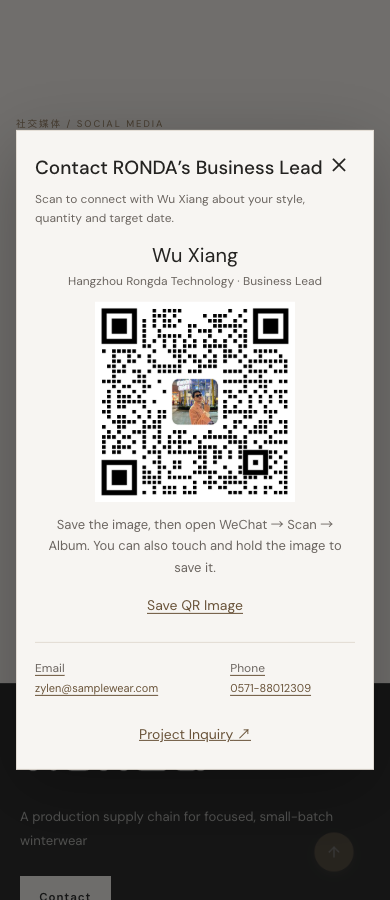 社交媒体 / SOCIAL MEDIA
Contact RONDA’s Business Lead
Scan to connect with Wu Xiang about your style,
quantity and target date.
Wu Xiang
Hangzhou Rongda Technology · Business Lead
Save the image, then open WeChat → Scan →
Album. You can also touch and hold the image to
save it.
Save QR Image
Email
Phone
zylen@samplewear.com
0571-88012309
Project Inquiry ↗
A production supply chain for focused, small-batch
winterwear
Contact